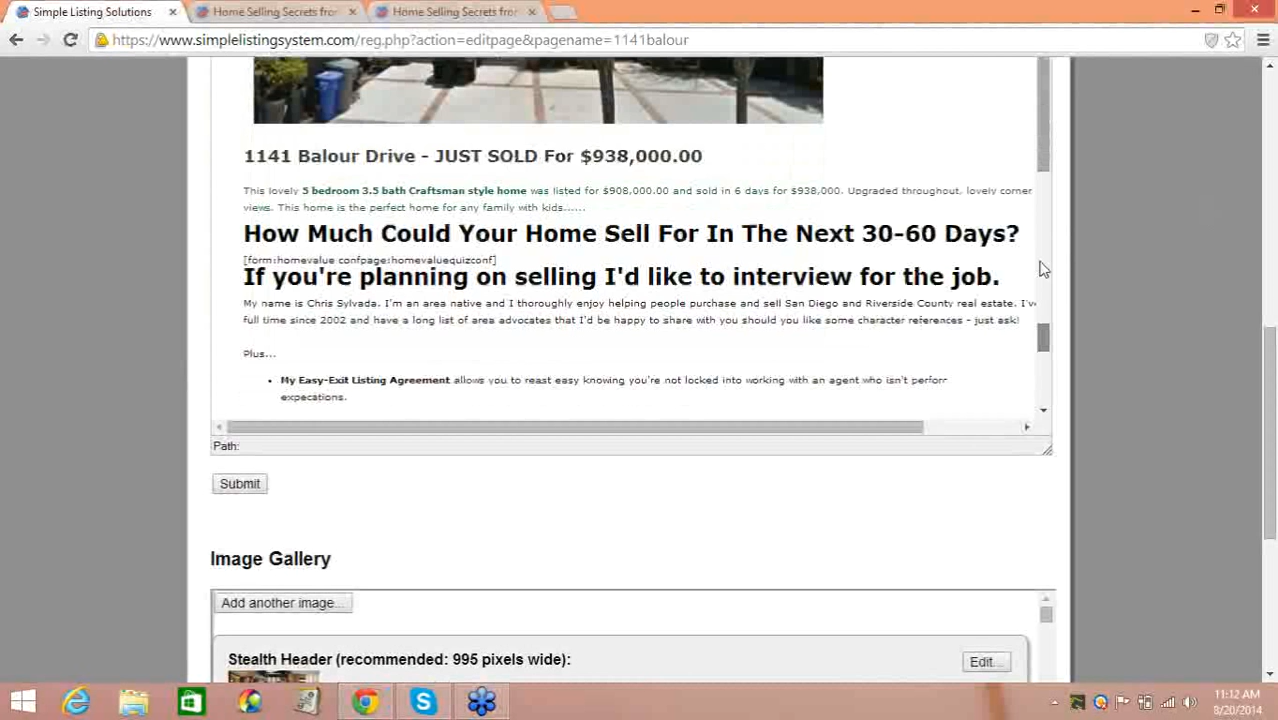 Simple Listing Solutions
Home Selling Secrets from
Home Selling Secrets from
https://www.simplelistingsystem.com/reg.php?action=editpage&pagename=1141balour
1141 Balour Drive - JUST SOLD For $938,000.00
This lovely 5 bedroom 3.5 bath Craftsman style home was listed for $908,000.00 and sold in 6 days for $938,000. Upgraded throughout, lovely corner
views. This home is the perfect home for any family with kids......
How Much Could Your Home Sell For In The Next 30-60 Days?
[form:homevalue confpage:homevaluequizconf]
If you're planning on selling I'd like to interview for the job.
My name is Chris Sylvada. I'm an area native and I thoroughly enjoy helping people purchase and sell San Diego and Riverside County real estate. I'v
full time since 2002 and have a long list of area advocates that I'd be happy to share with you should you like some character references - just ask!
Plus...
• My Easy-Exit Listing Agreement allows you to reast easy knowing you're not locked into working with an agent who isn't perforr
expecations.
Path:
Submit
Image Gallery
Add another image...
Stealth Header (recommended: 995 pixels wide):
Edit...
11:12 AM
8/20/2014